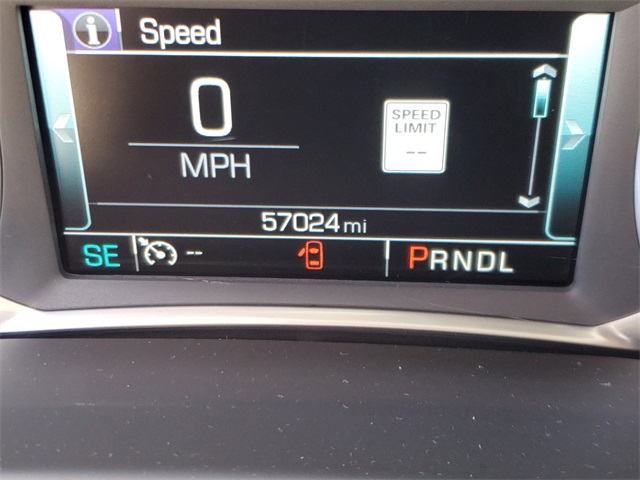 i Speed
0
MPH
SPEED
LIMIT
--
57024 mi
SE -- PRNDL